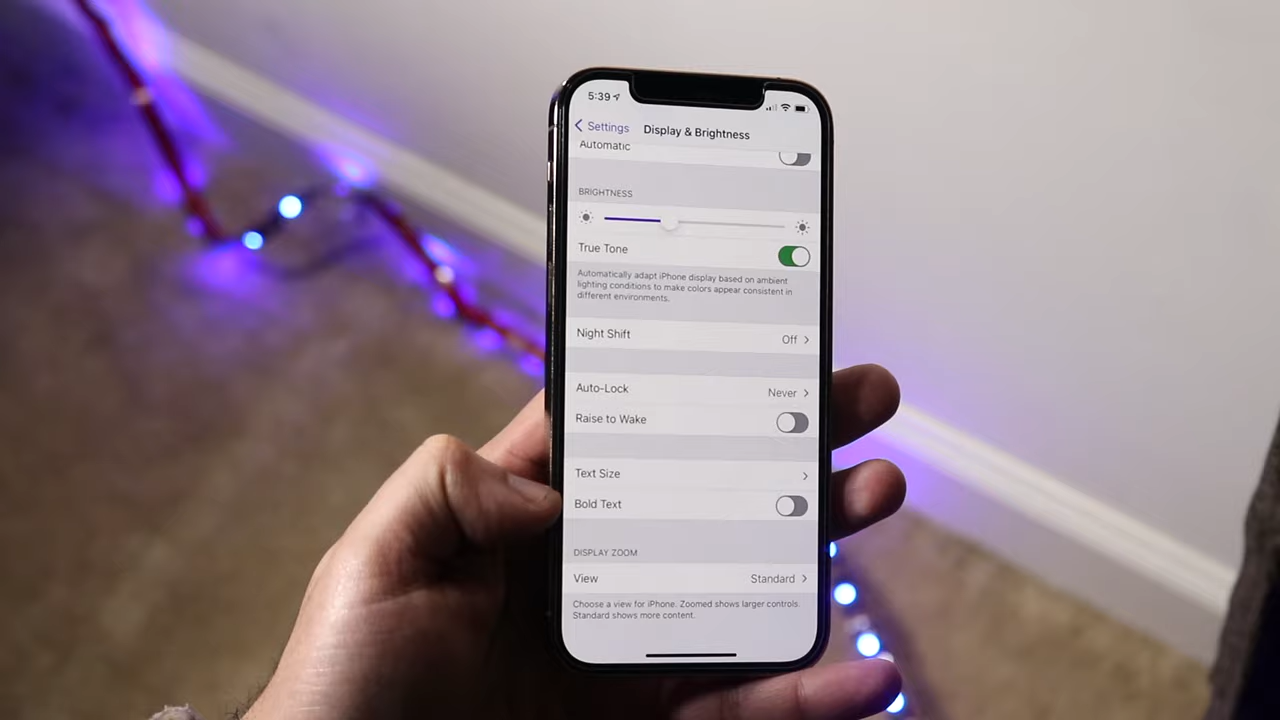 5:39
Settings
Display & Brightness
Automatic
BRIGHTNESS
True Tone
Automatically adapt iPhone display based on ambient
lighting conditions to make colors appear consistent in
different environments.
Night Shift
Off
Auto-Lock
Never
Raise to Wake
Text Size
Bold Text
DISPLAY ZOOM
View
Standard
Choose a view for iPhone. Zoomed shows larger controls.
Standard shows more content.